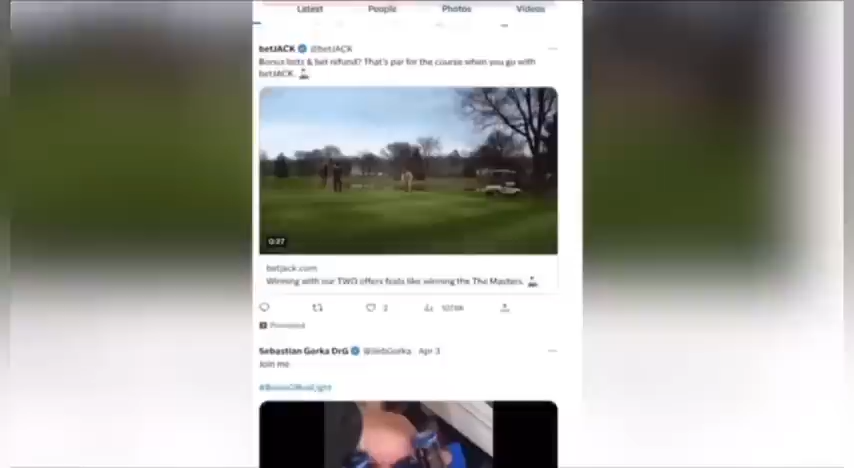 Latest People Photos Videos
betJACK @betJACK
Bonus bets & bet refund? That's par for the course when you go with
betJACK.
0:27
betjack.com
Winning with our TWO offers feels like winning the The Masters.
2
Promoted
Sebastian Gorka DrG @SebGorka Apr 3
Join me